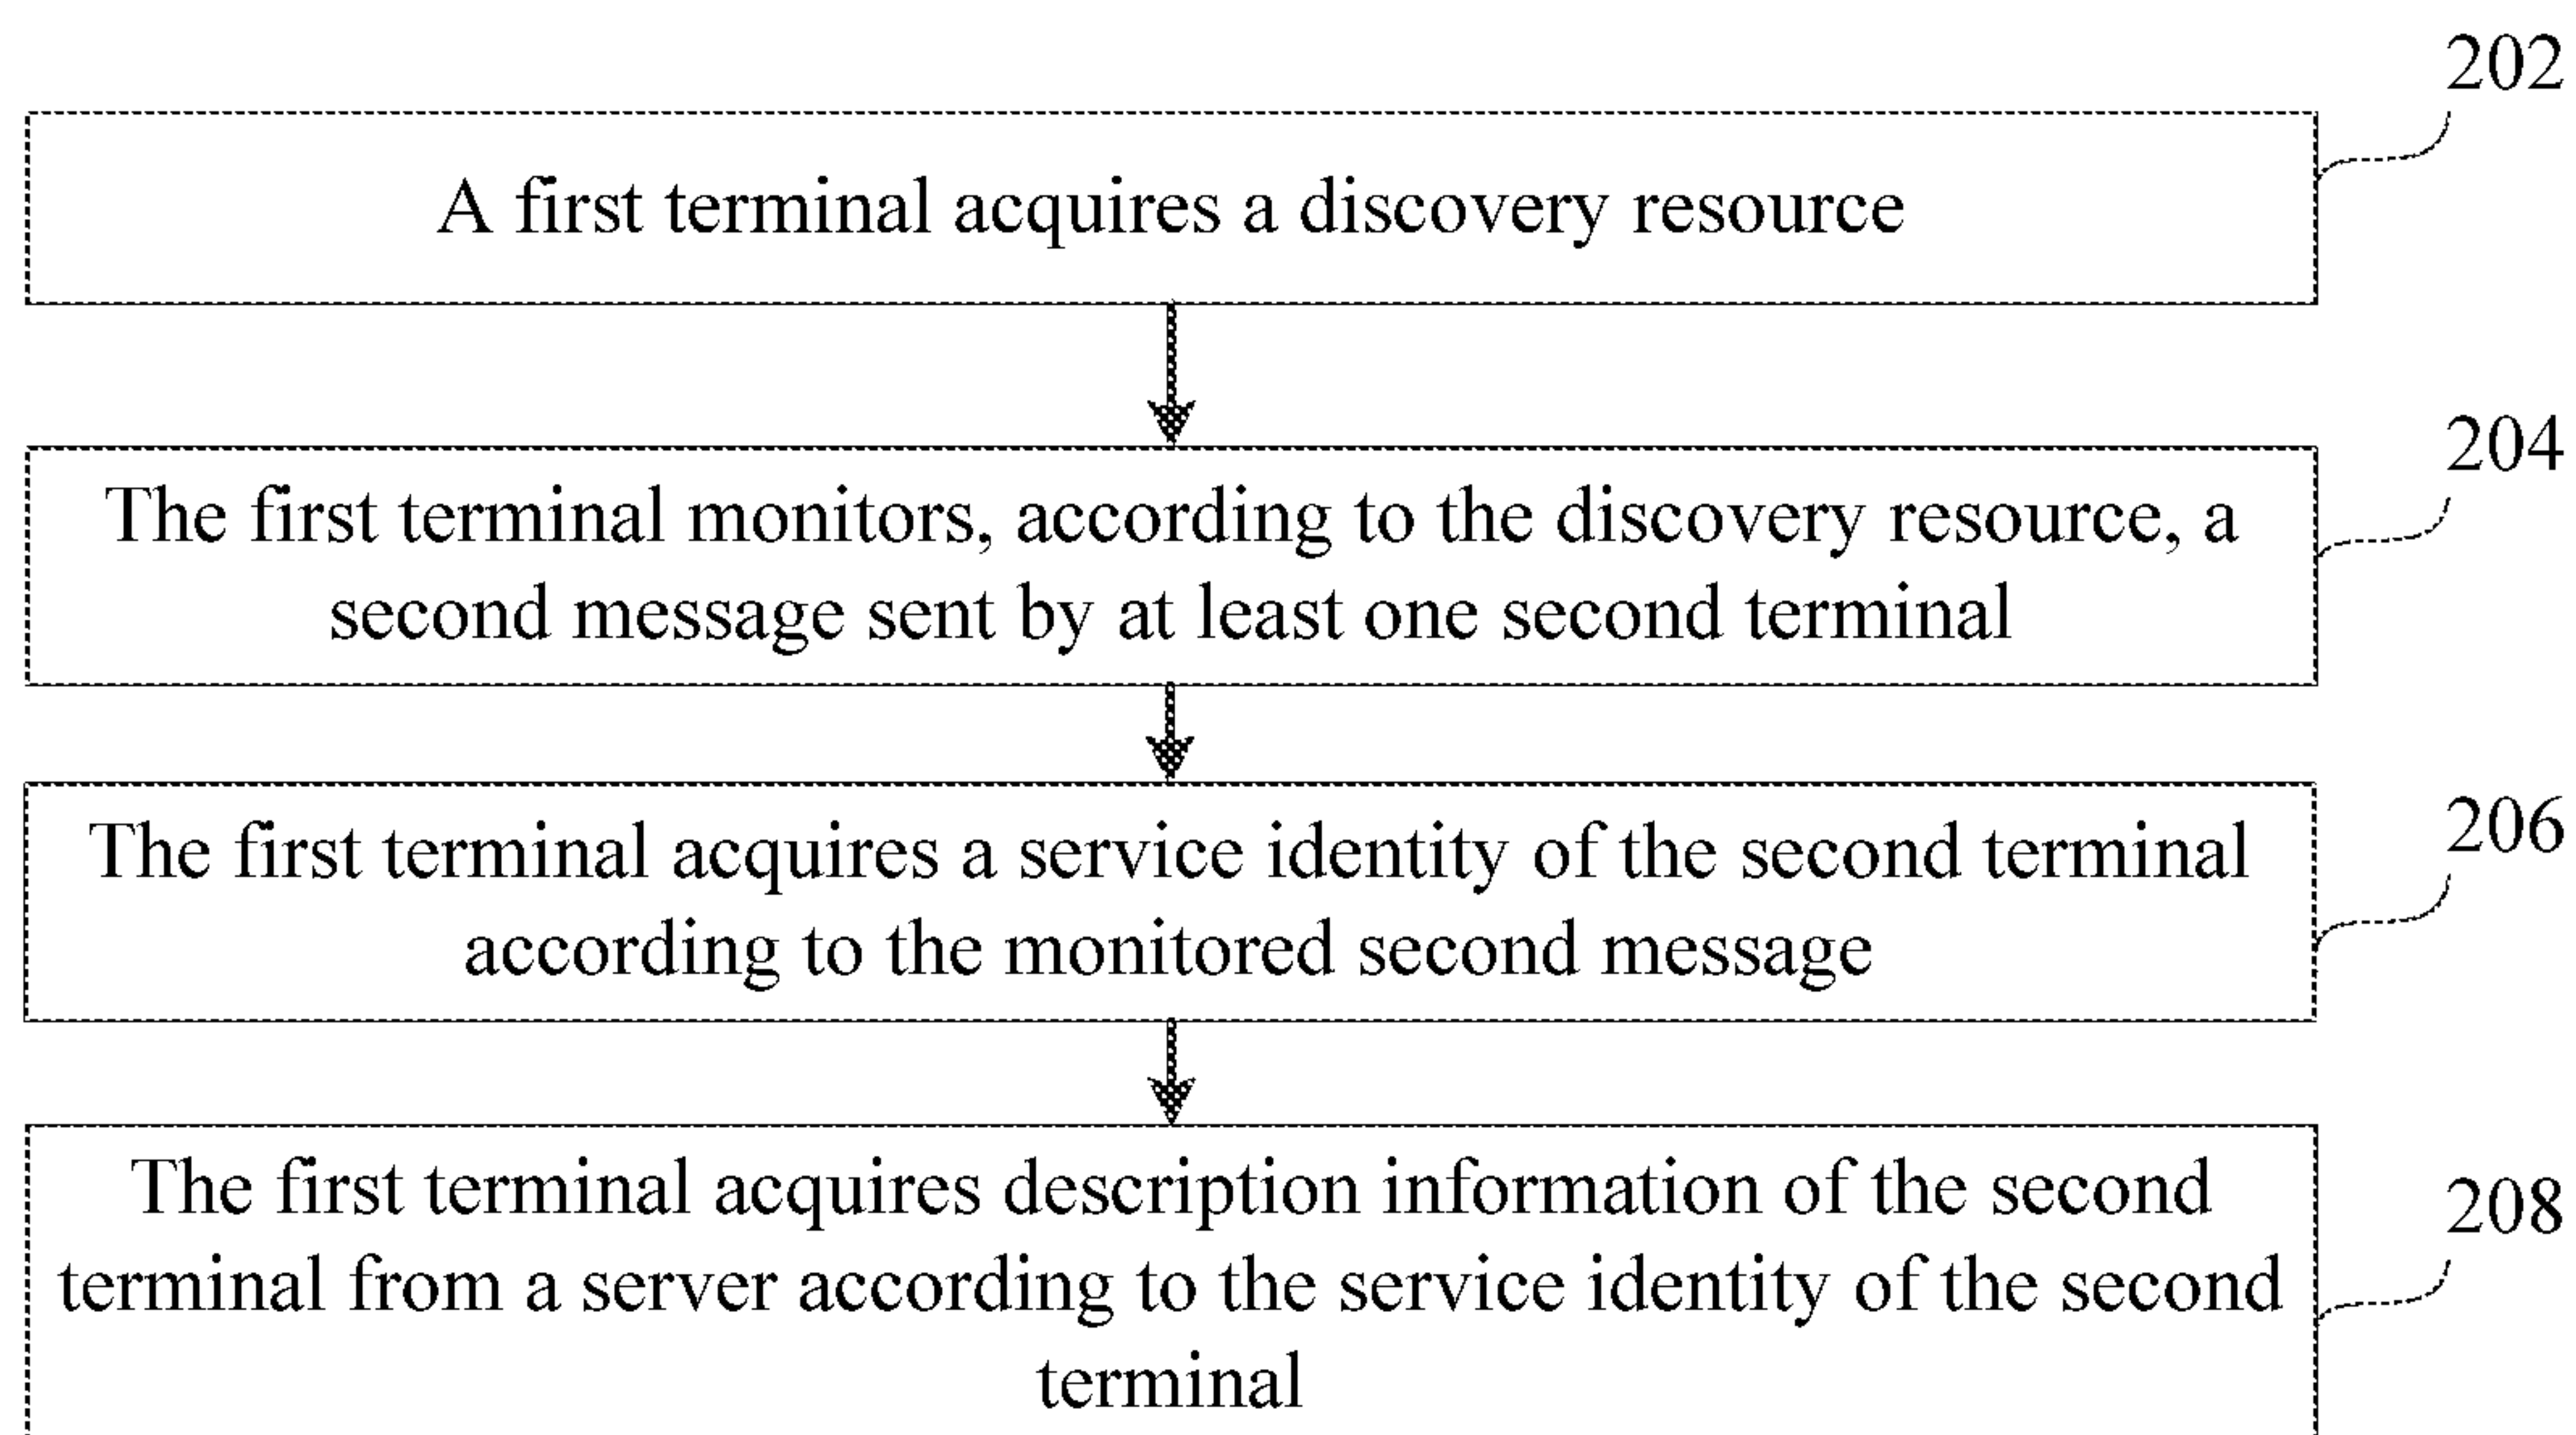 202
A first terminal acquires a discovery resource
204
The first terminal monitors, according to the discovery resource, a
second message sent by at least one second terminal
206
The first terminal acquires a service identity of the second terminal
according to the monitored second message
208
The first terminal acquires description information of the second
terminal from a server according to the service identity of the second
terminal